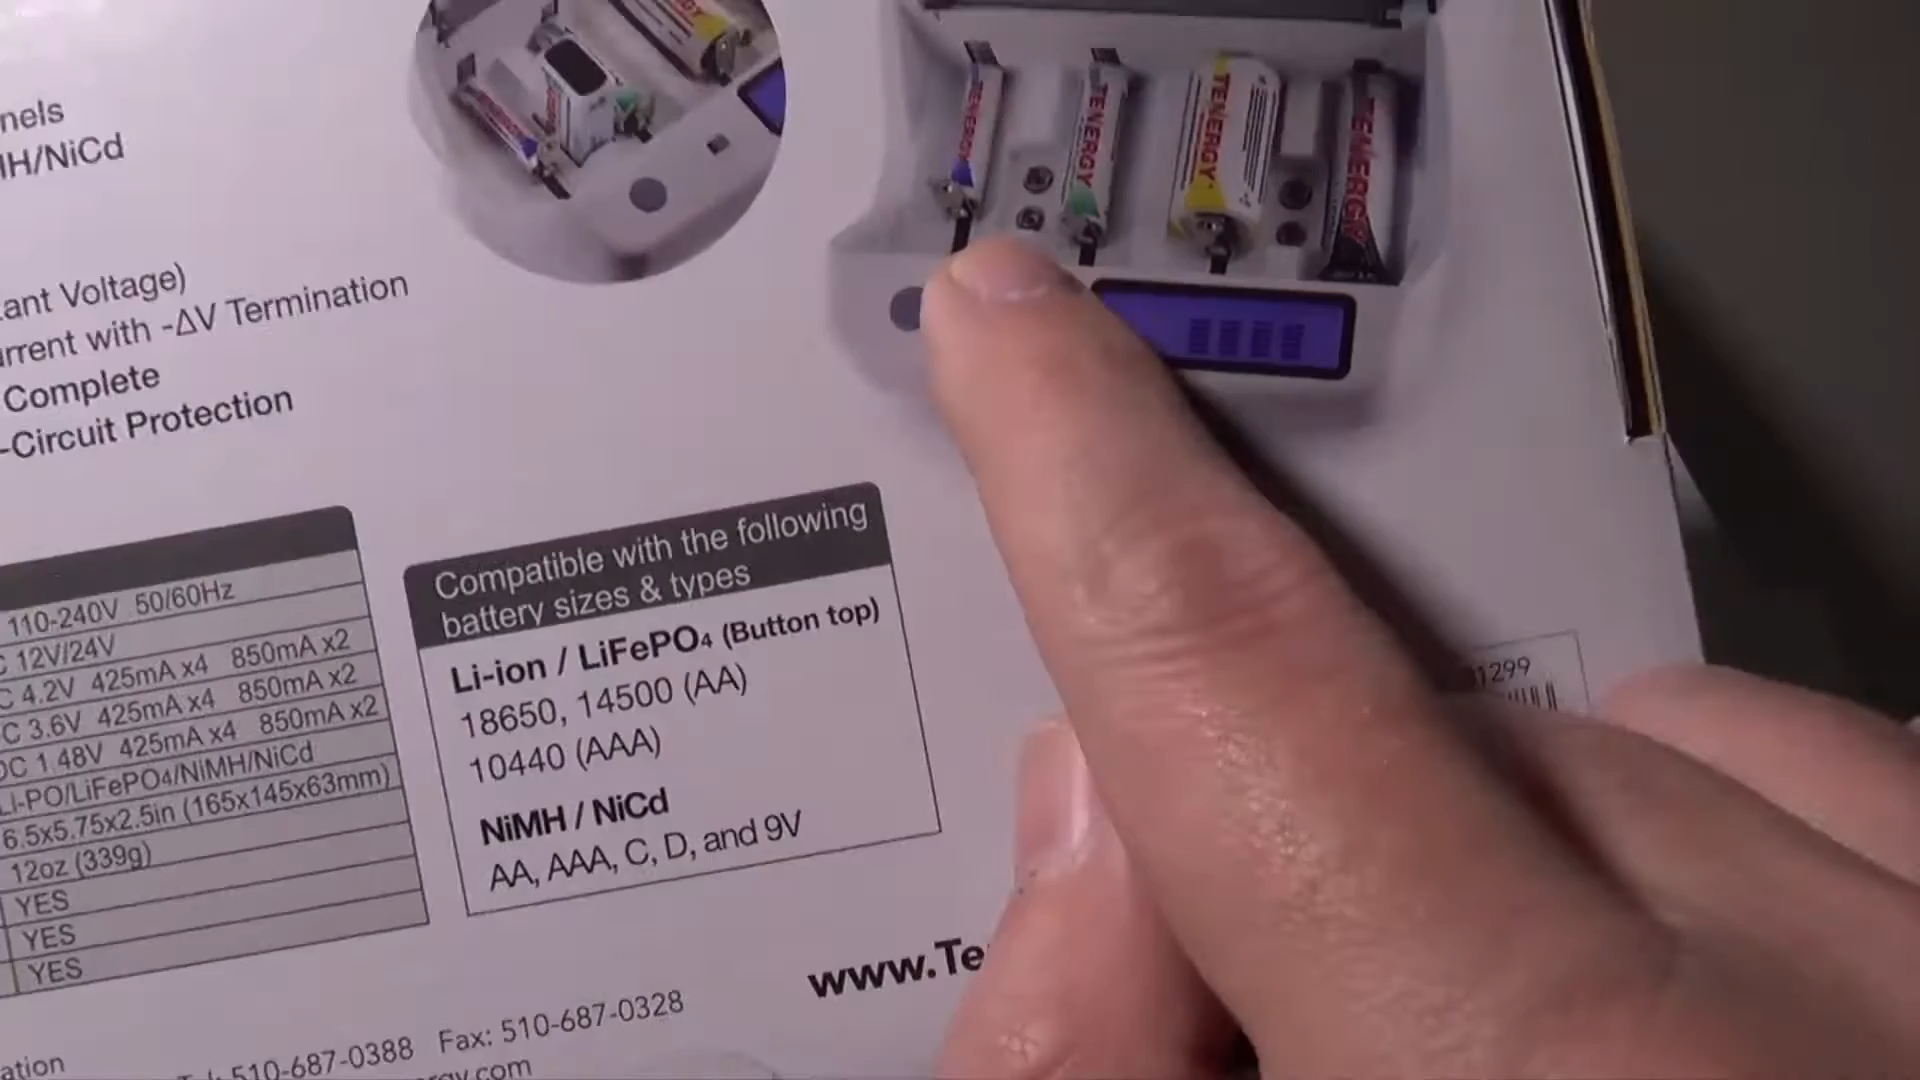 nels
IH/NiCd
ant Voltage)
rrent with -ΔV Termination
Complete
-Circuit Protection
110-240V 50/60Hz
C 12V/24V
C 4.2V 425mA x4 850mA x2
C 3.6V 425mA x4 850mA x2
DC 1.48V 425mA x4 850mA x2
LI-PO/LiFePO4/NiMH/NiCd
6.5x5.75x2.5in (165x145x63mm)
12oz (339g)
YES
YES
YES
Compatible with the following
battery sizes & types
Li-ion / LiFePO4 (Button top)
18650, 14500 (AA)
10440 (AAA)
NiMH / NiCd
AA, AAA, C, D, and 9V
TENERGY
TENERGY
TENERGY
TENERGY
1299
www.Te
ation
510-687-0388 Fax: 510-687-0328
gy.com